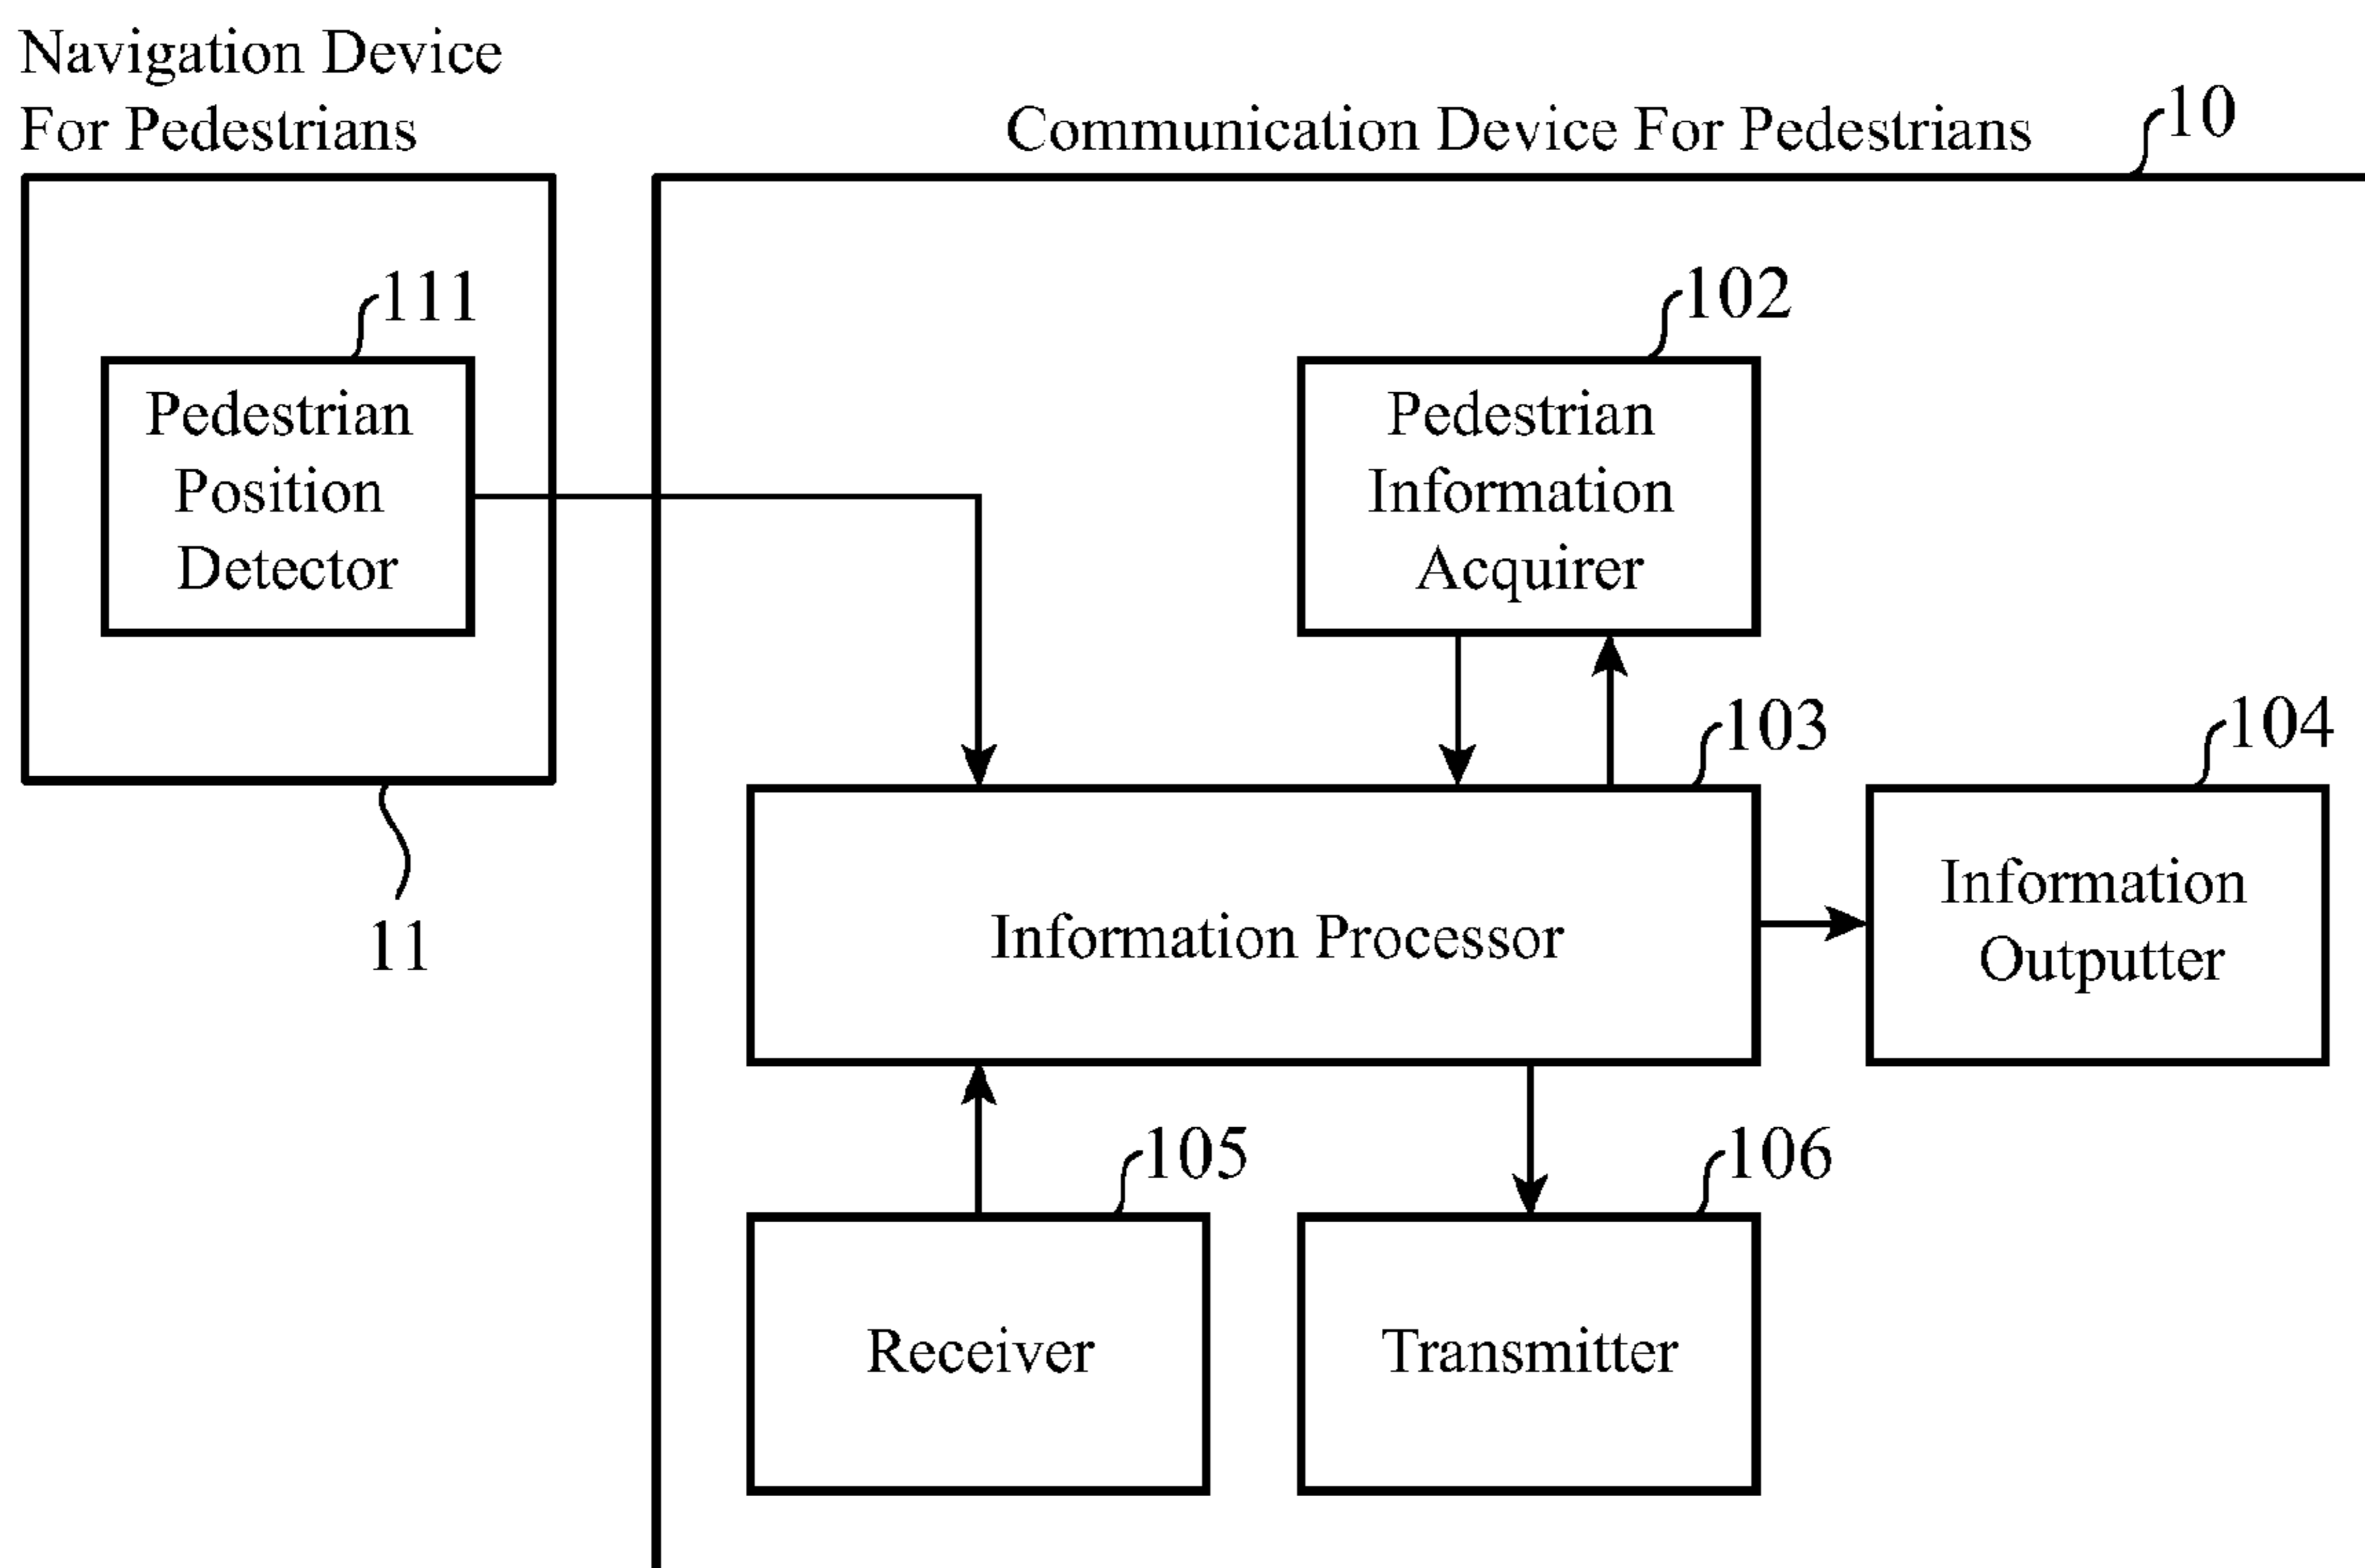 Navigation Device
For Pedestrians
Communication Device For Pedestrians
10
111
Pedestrian
Position
Detector
102
Pedestrian
Information
Acquirer
103
104
Information Processor
Information
Outputter
11
105
106
Receiver
Transmitter